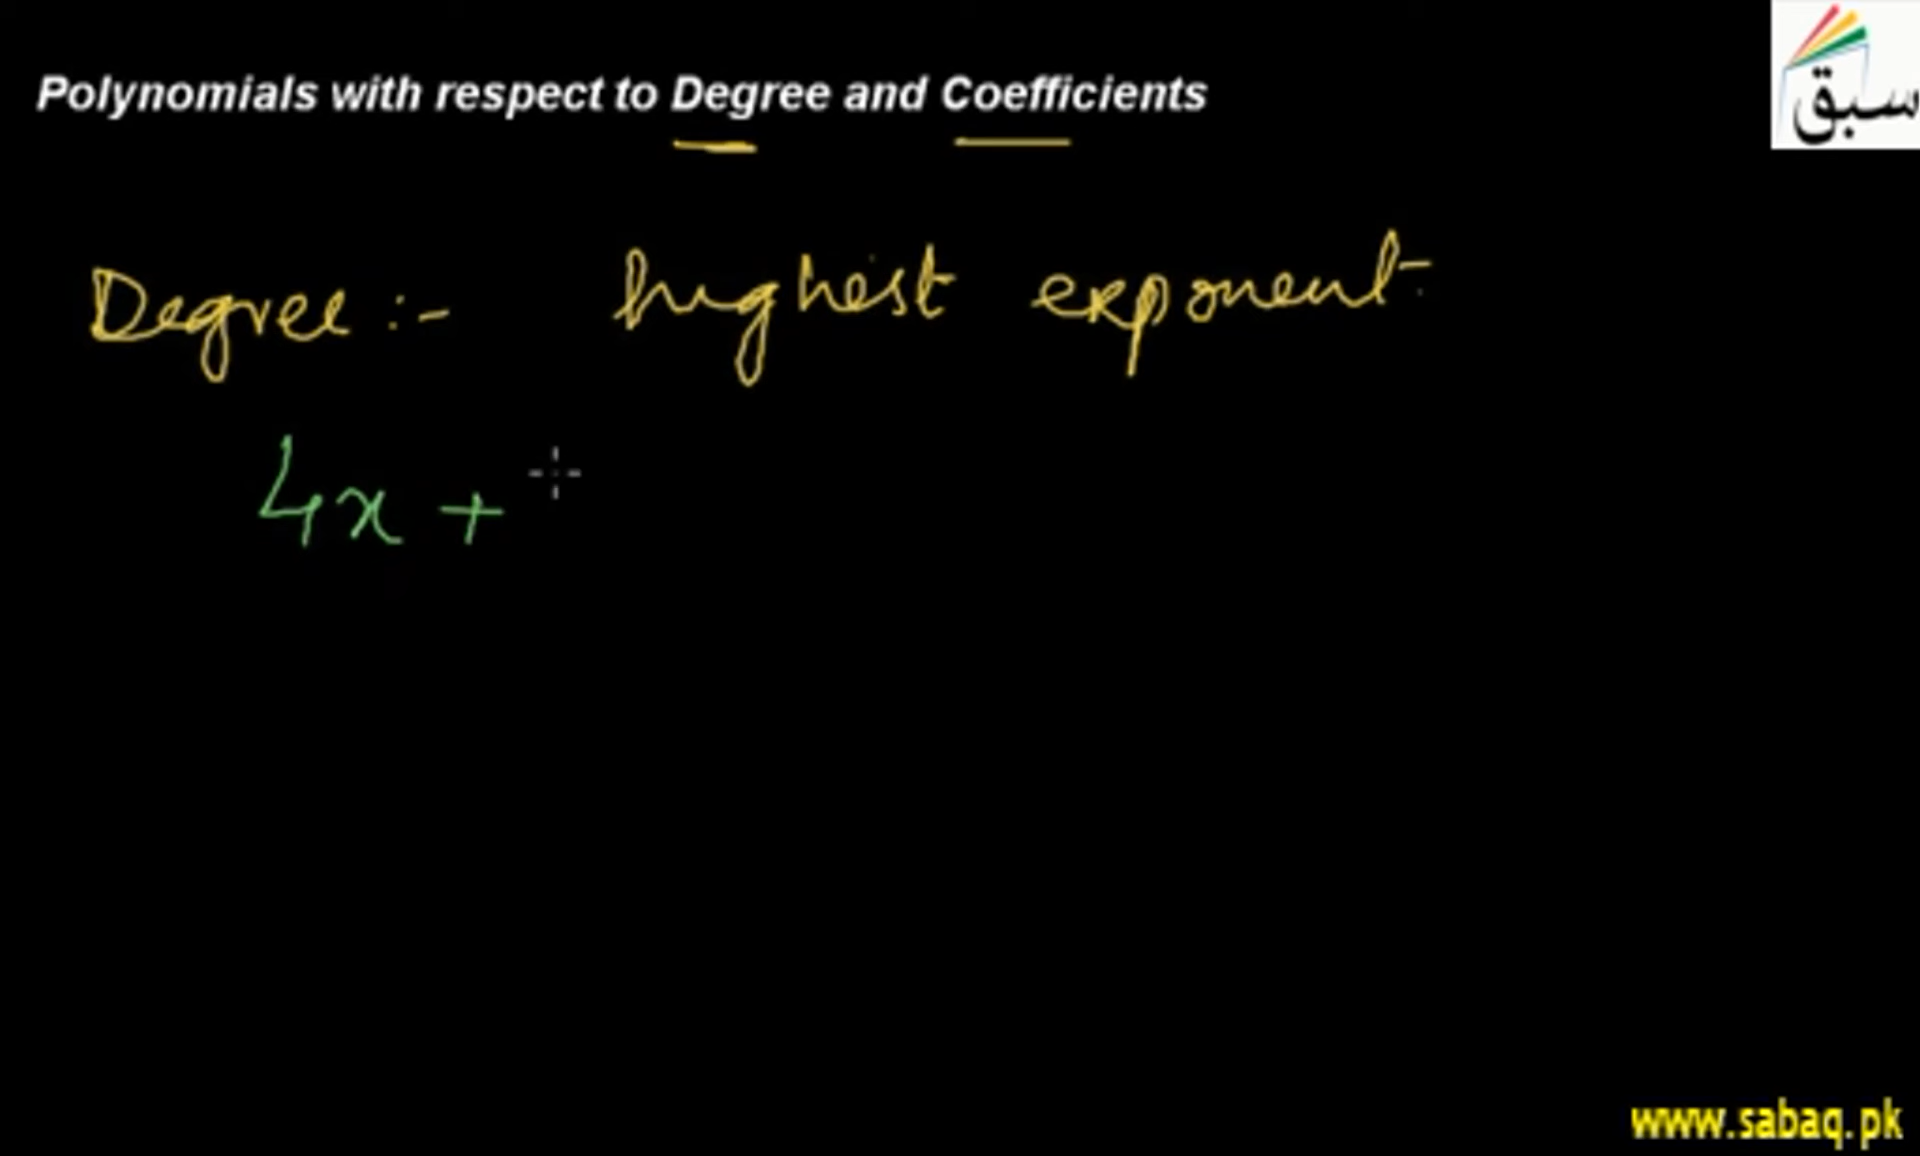 Polynomials with respect to Degree and Coefficients
سبق
Degree :- highest exponent
4x +
www.sabaq.pk